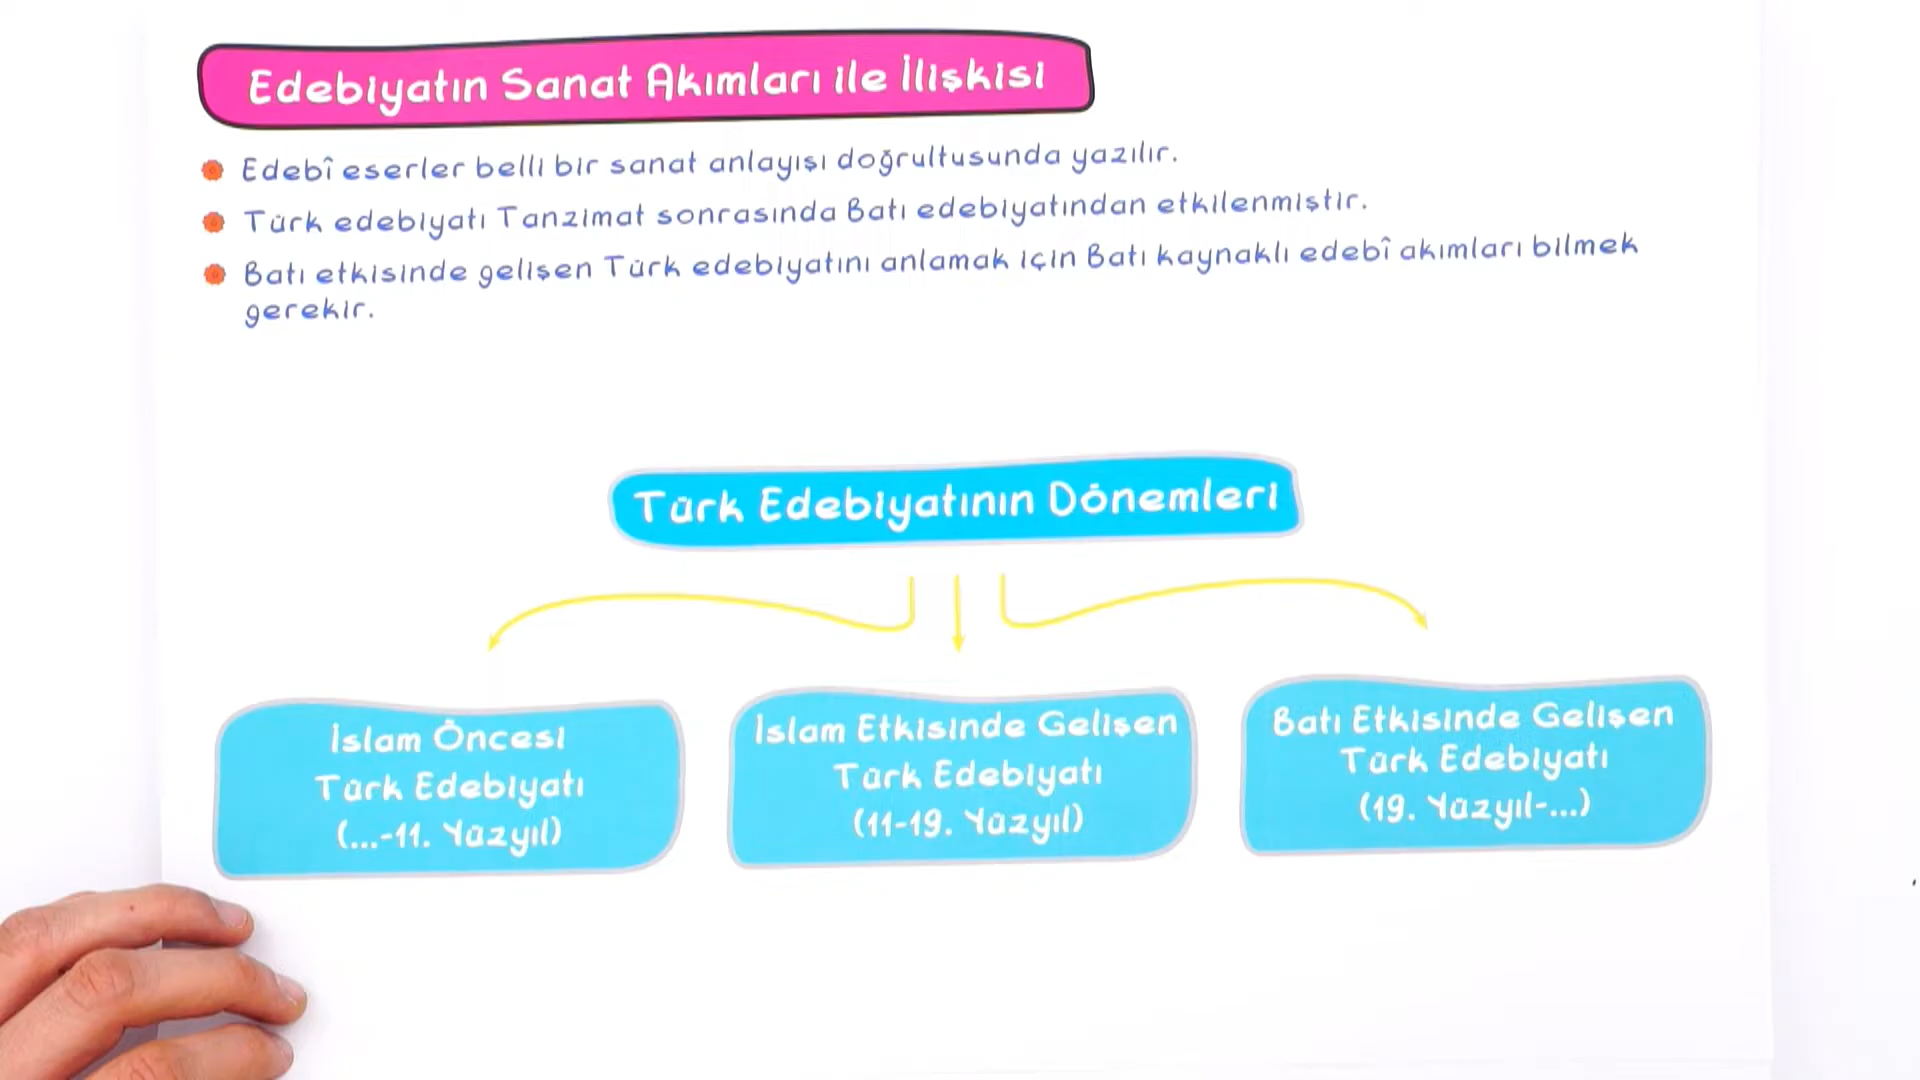 Edebiyatın Sanat Akımları ile İlişkisi
Edebî eserler belli bir sanat anlayışı doğrultusunda yazılır.
Türk edebiyatı Tanzimat sonrasında Batı edebiyatından etkilenmiştir.
Batı etkisinde gelişen Türk edebiyatını anlamak için Batı kaynaklı edebî akımları bilmek
gerekir.
Türk Edebiyatının Dönemleri
İslam Öncesi
Türk Edebiyatı
(...-11. Yüzyıl)
İslam Etkisinde Gelişen
Türk Edebiyatı
(11-19. Yüzyıl)
Batı Etkisinde Gelişen
Türk Edebiyatı
(19. Yüzyıl-...)